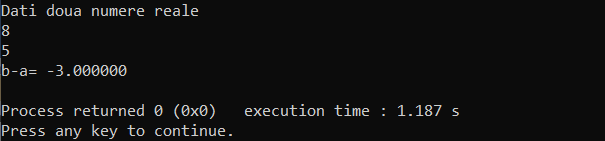 Dati doua numere reale
8
5
b-a= -3.000000
Process returned 0 (0x0)   execution time : 1.187 s
Press any key to continue.